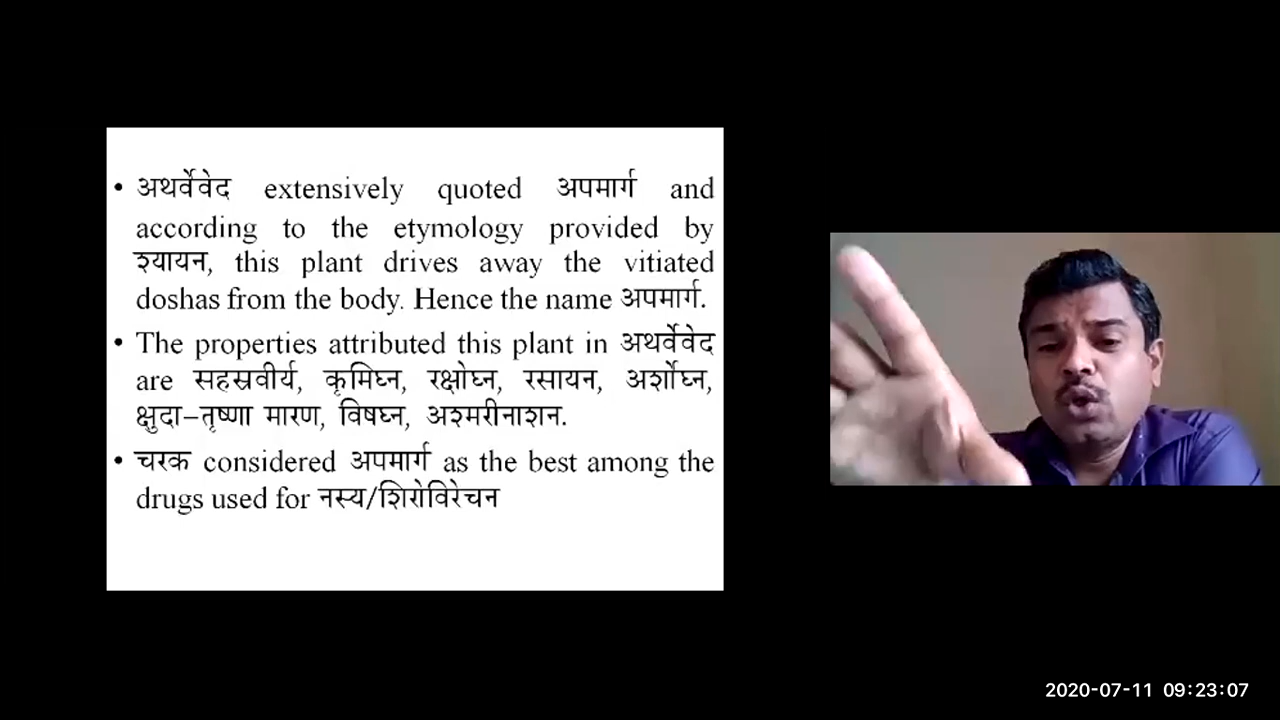 • अथर्वेवेद extensively quoted अपमार्ग and
according to the etymology provided by
श्यायन, this plant drives away the vitiated
doshas from the body. Hence the name अपमार्ग.
• The properties attributed this plant in अथर्वेवेद
are सहस्रवीर्य, कृमिघ्न, रक्षोघ्न, रसायन, अर्शोघ्न,
क्षुदा–तृष्णा मारण, विषघ्न, अश्मरीनाशन.
• चरक considered अपमार्ग as the best among the
drugs used for नस्य/शिरोविरेचन
2020-07-11 09:23:07